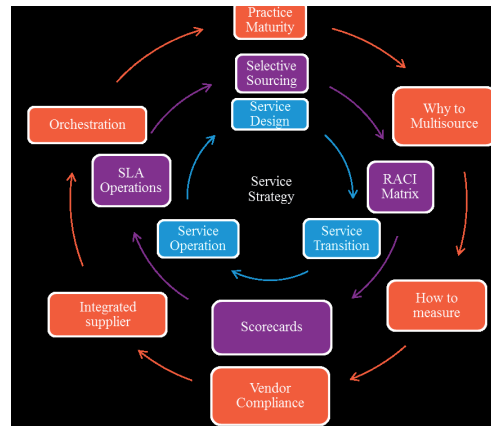 Practice
Maturity
Selective
Sourcing
Service
Design
Orchestration
Why to
Multisource
SLA
Operations
RACI
Matrix
Service
Strategy
Service
Operation
Service
Transition
Integrated
supplier
Scorecards
How to
measure
Vendor
Compliance